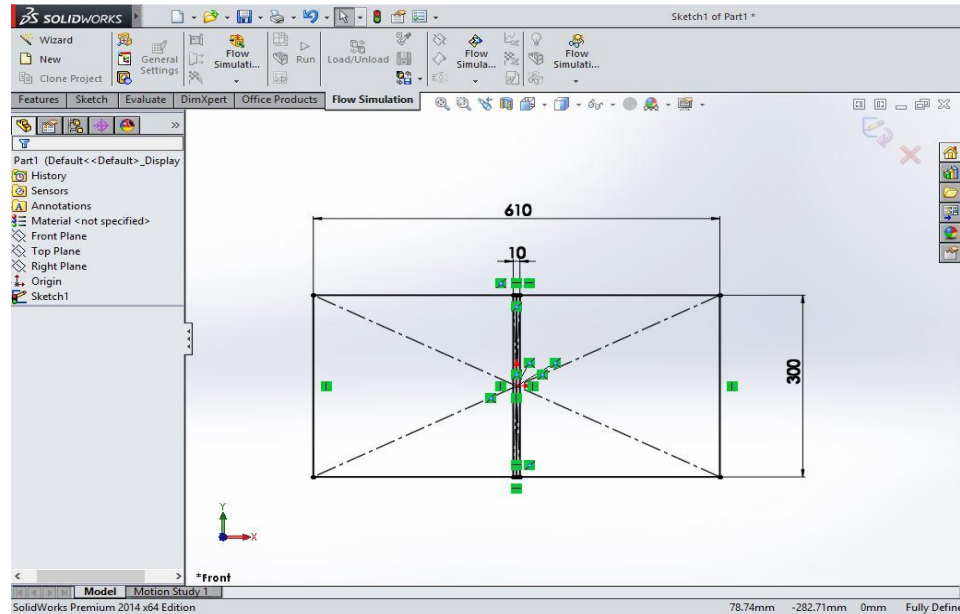 SOLIDWORKS
Sketch1 of Part1 *
Wizard
New
Clone Project
General Settings
Flow Simulati...
Run
Load/Unload
Flow Simula...
Flow Simulati...
Features Sketch Evaluate DimXpert Office Products Flow Simulation
»
Part1 (Default<<Default>_Display
History
Sensors
Annotations
Material <not specified>
Front Plane
Top Plane
Right Plane
Origin
Sketch1
610
10
300
Y
X
*Front
Model Motion Study 1
SolidWorks Premium 2014 x64 Edition
78.74mm -282.71mm 0mm Fully Define